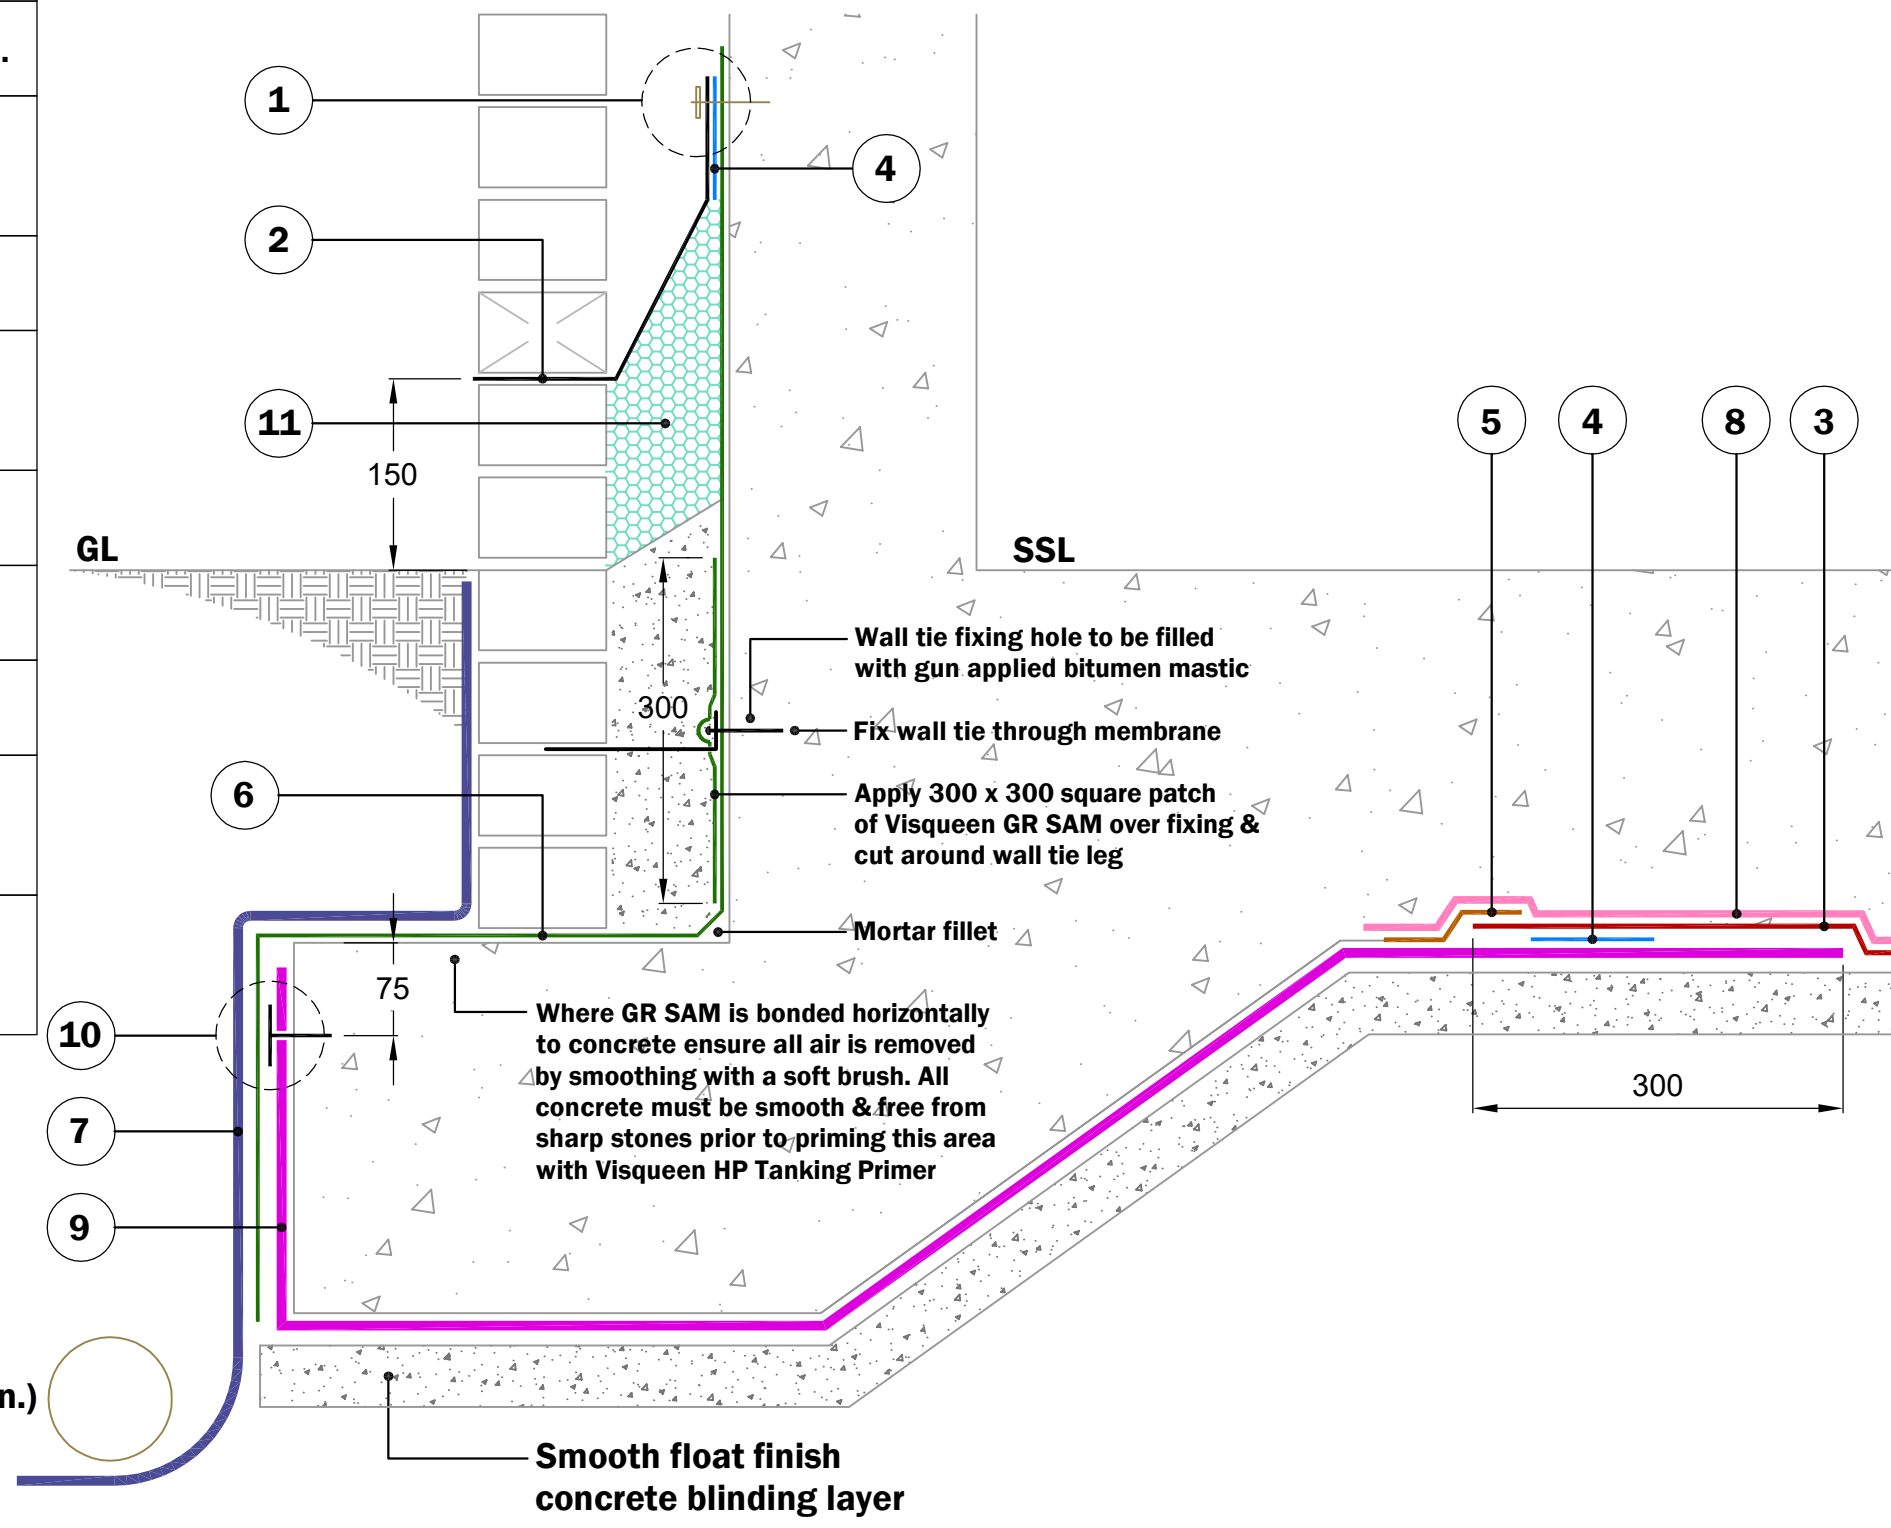 .
1
4
2
11
150
5
4
8
3
GL
SSL
Wall tie fixing hole to be filled
with gun applied bitumen mastic
300
Fix wall tie through membrane
6
Apply 300 x 300 square patch
of Visqueen GR SAM over fixing &
cut around wall tie leg
Mortar fillet
75
10
Where GR SAM is bonded horizontally
to concrete ensure all air is removed
by smoothing with a soft brush. All
concrete must be smooth & free from
sharp stones prior to priming this area
with Visqueen HP Tanking Primer
300
7
9
n.)
Smooth float finish
concrete blinding layer